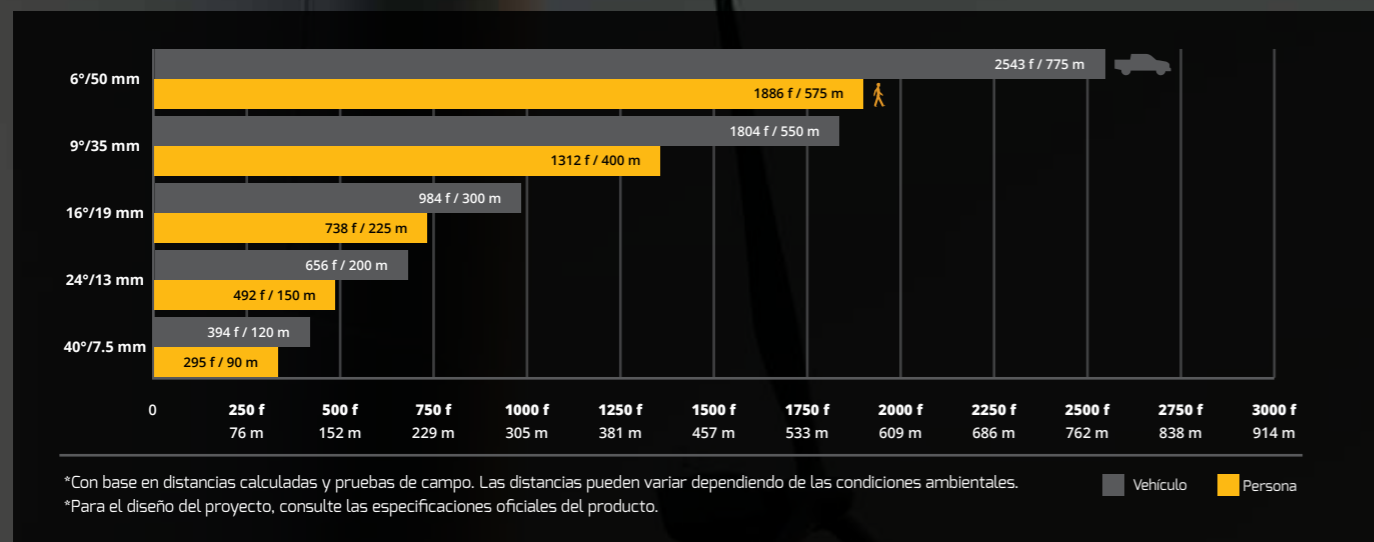 2543 f / 775 m
6°/50 mm
1886 f / 575 m
1804 f / 550 m
9°/35 mm
1312 f / 400 m
984 f / 300 m
16°/19 mm
738 f / 225 m
656 f / 200 m
24°/13 mm
492 f / 150 m
394 f / 120 m
40°/7.5 mm
295 f / 90 m
0 250 f 500 f 750 f 1000 f 1250 f 1500 f 1750 f 2000 f 2250 f 2500 f 2750 f 3000 f
76 m 152 m 229 m 305 m 381 m 457 m 533 m 609 m 686 m 762 m 838 m 914 m
*Con base en distancias calculadas y pruebas de campo. Las distancias pueden variar dependiendo de las condiciones ambientales.
*Para el diseño del proyecto, consulte las especificaciones oficiales del producto.
Vehículo Persona